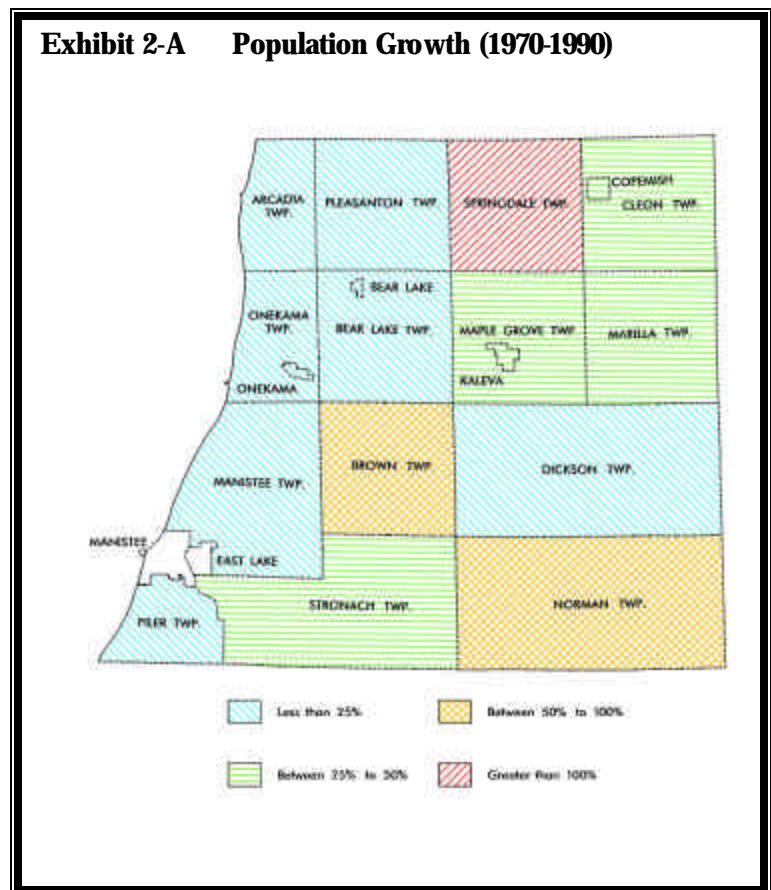 Exhibit 2-A Population Growth (1970-1990)
ARCADIA
TWP.
PLEASANTON TWP.
SPRINGDALE TWP.
COPEMISH
CLEON TWP.
ONEKAMA
TWP.
BEAR LAKE
BEAR LAKE TWP.
MAPLE GROVE TWP.
MARILLA TWP.
KALEVA
ONEKAMA
MANISTEE TWP.
BROWN TWP.
DICKSON TWP.
MANISTEE
EAST LAKE
FILER TWP.
STRONACH TWP.
NORMAN TWP.
Less than 25%
Between 50% to 100%
Between 25% to 50%
Greater than 100%